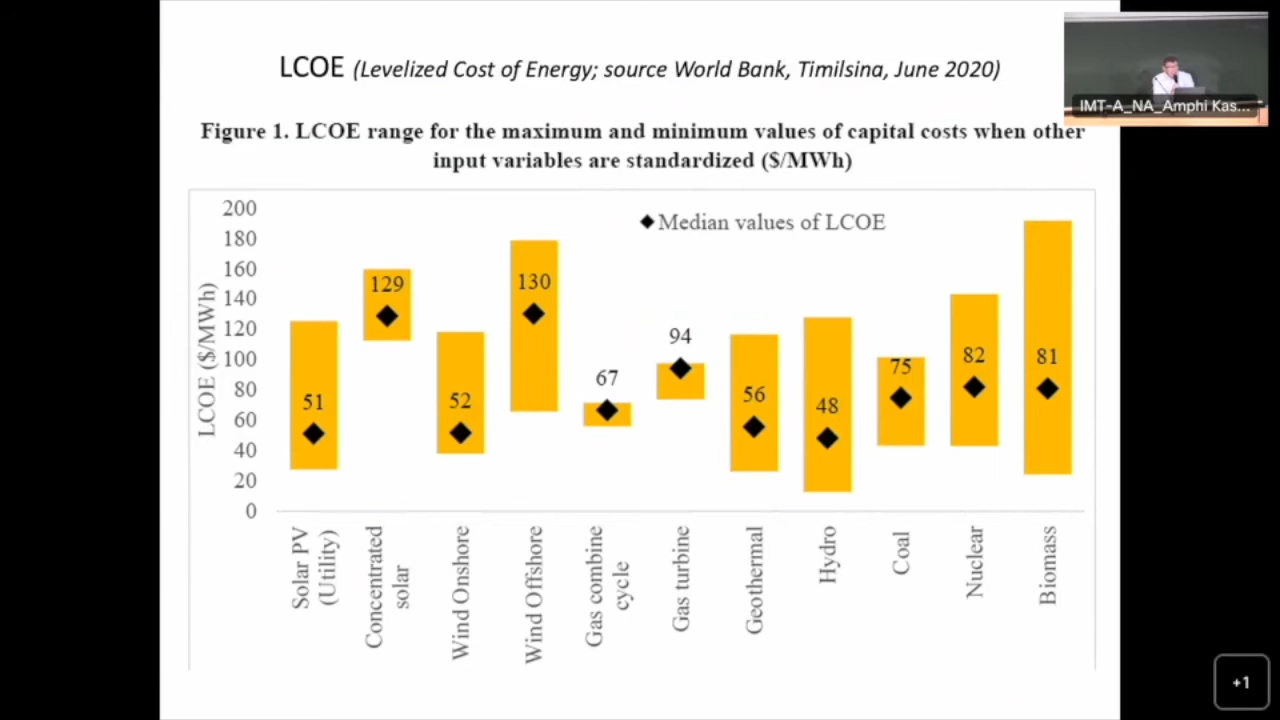 LCOE (Levelized Cost of Energy; source World Bank, Timilsina, June 2020)
IMT-A_NA_Amphi Kas...
Figure 1. LCOE range for the maximum and minimum values of capital costs when other
input variables are standardized ($/MWh)
LCOE ($/MWh)
200
180
160
140
120
100
80
60
40
20
0
Median values of LCOE
51
129
52
130
67
94
56
48
75
82
81
Solar PV
(Utility)
Concentrated
solar
Wind Onshore
Wind Offshore
Gas combine
cycle
Gas turbine
Geothermal
Hydro
Coal
Nuclear
Biomass
+1